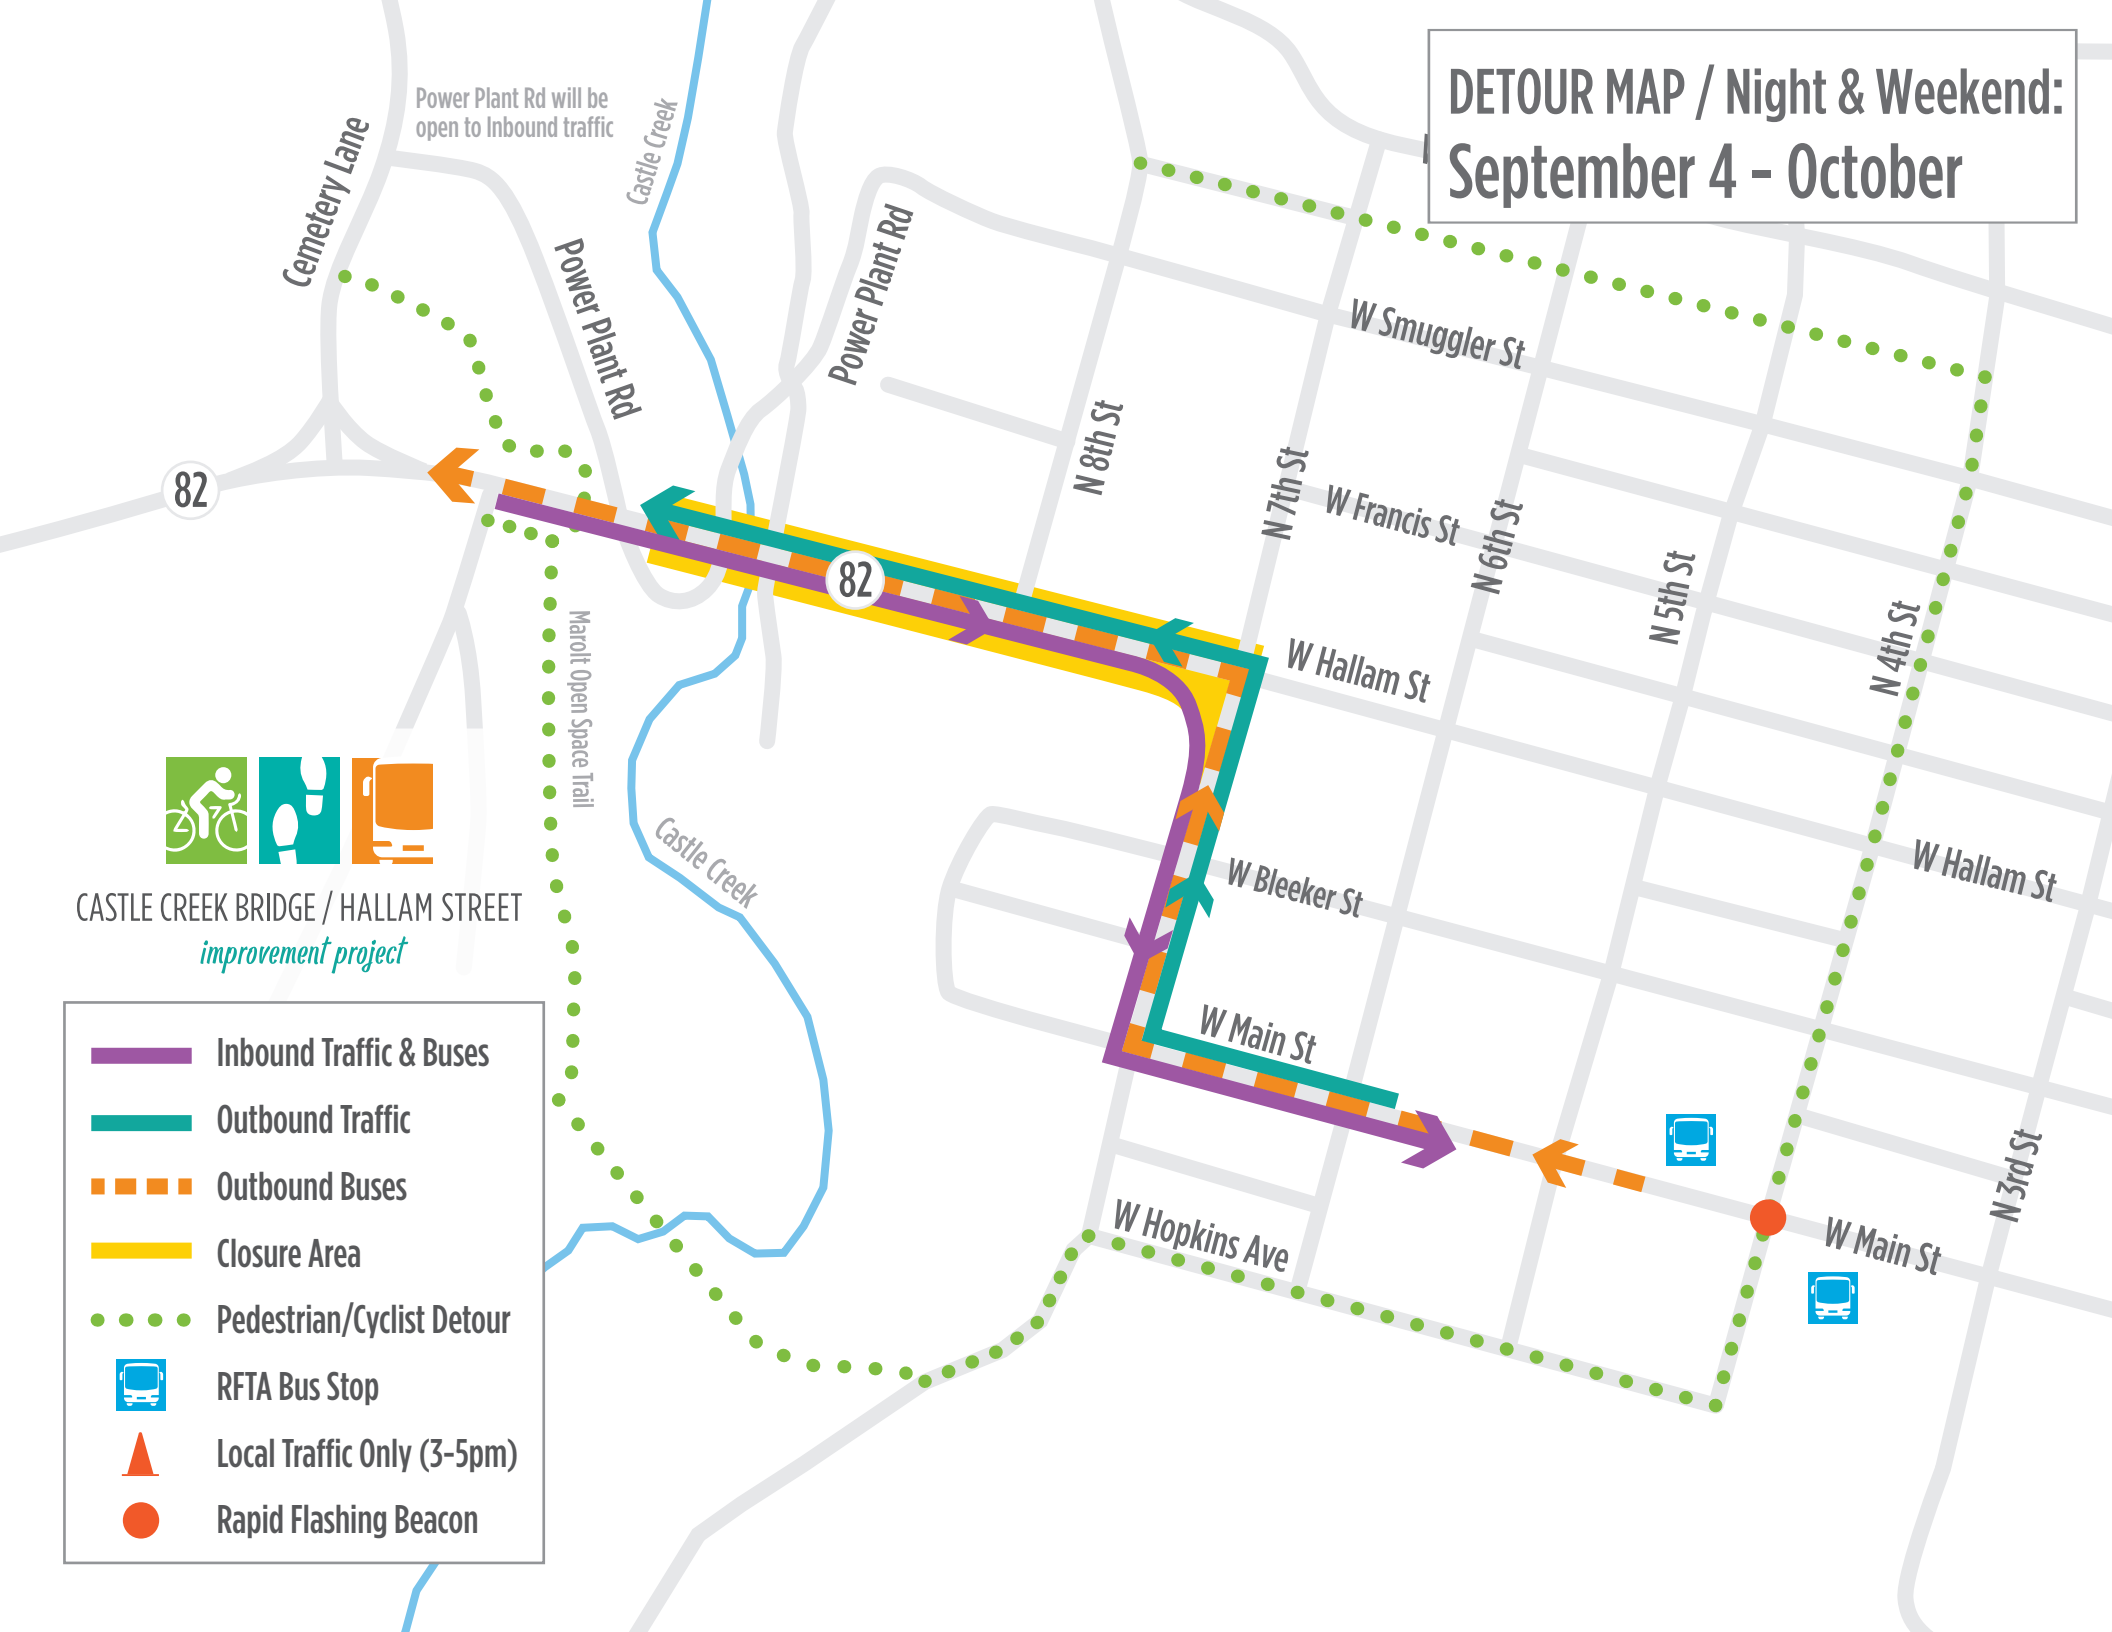 DETOUR MAP / Night & Weekend:
September 4 - October
Power Plant Rd will be
open to Inbound traffic
Castle Creek
Cemetery Lane
Power Plant Rd
Power Plant Rd
W Smuggler St
N 8th St
N 7th St
W Francis St
N 6th St
N 5th St
N 4th St
82
82
W Hallam St
Marolt Open Space Trail
Castle Creek
W Bleeker St
W Hallam St
W Main St
N 3rd St
W Hopkins Ave
W Main St
CASTLE CREEK BRIDGE / HALLAM STREET
improvement project
Inbound Traffic & Buses
Outbound Traffic
Outbound Buses
Closure Area
Pedestrian/Cyclist Detour
RFTA Bus Stop
Local Traffic Only (3-5pm)
Rapid Flashing Beacon